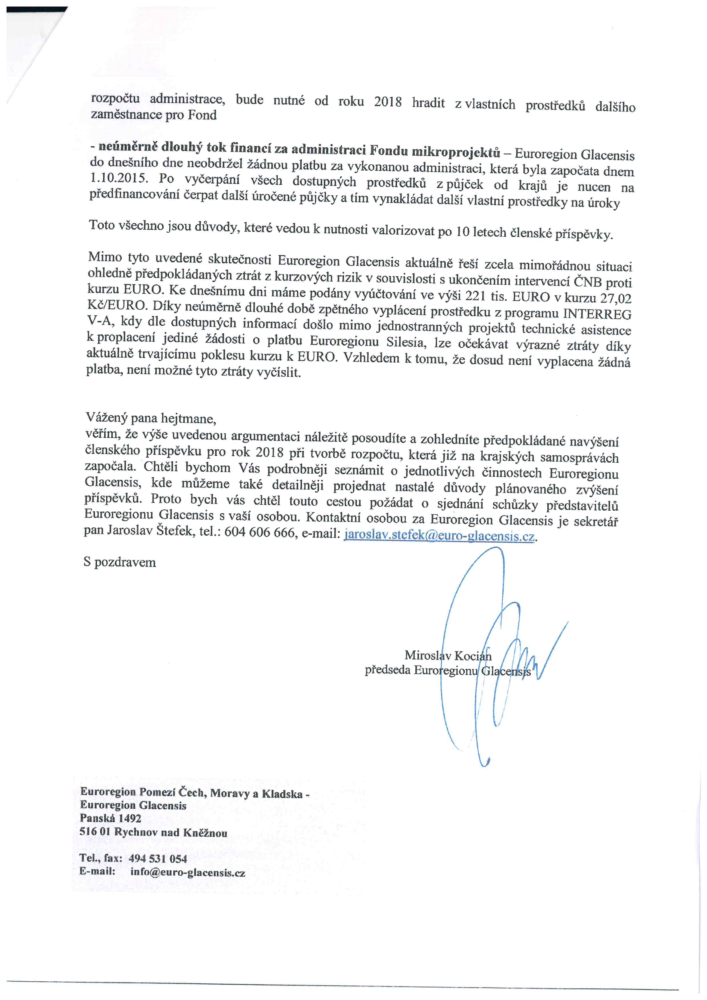 rozpočtu administrace, bude nutné od roku 2018 hradit z vlastních prostředků dalšího
zaměstnance pro Fond
- neúměrně dlouhý tok financí za administraci Fondu mikroprojektů – Euroregion Glacensis
do dnešního dne neobdržel žádnou platbu za vykonanou administraci, která byla započata dnem
1.10.2015. Po vyčerpání všech dostupných prostředků z půjček od krajů je nucen na
předfinancování čerpat další úročené půjčky a tím vynakládat další vlastní prostředky na úroky
Toto všechno jsou důvody, které vedou k nutnosti valorizovat po 10 letech členské příspěvky.
Mimo tyto uvedené skutečnosti Euroregion Glacensis aktuálně řeší zcela mimořádnou situaci
ohledně předpokládaných ztrát z kurzových rizik v souvislosti s ukončením intervencí ČNB proti
kurzu EURO. Ke dnešnímu dni máme podány vyúčtování ve výši 221 tis. EURO v kurzu 27,02
Kč/EURO. Díky neúměrně dlouhé době zpětného vyplácení prostředku z programu INTERREG
V-A, kdy dle dostupných informací došlo mimo jednostranných projektů technické asistence
k proplacení jediné žádosti o platbu Euroregionu Silesia, lze očekávat výrazné ztráty díky
aktuálně trvajícímu poklesu kurzu k EURO. Vzhledem k tomu, že dosud není vyplacena žádná
platba, není možné tyto ztráty vyčíslit.
Vážený pana hejtmane,
věřím, že výše uvedenou argumentaci náležitě posoudíte a zohledníte předpokládané navýšení
členského příspěvku pro rok 2018 při tvorbě rozpočtu, která již na krajských samosprávách
započala. Chtěli bychom Vás podrobněji seznámit o jednotlivých činnostech Euroregionu
Glacensis, kde můžeme také detailněji projednat nastalé důvody plánovaného zvýšení
příspěvků. Proto bych vás chtěl touto cestou požádat o sjednání schůzky představitelů
Euroregionu Glacensis s vaší osobou. Kontaktní osobou za Euroregion Glacensis je sekretář
pan Jaroslav Štefek, tel.: 604 606 666, e-mail: jaroslav.stefek@euro-glacensis.cz.
S pozdravem
Miroslav Kocián
předseda Euroregionu Glacensis
Euroregion Pomezí Čech, Moravy a Kladska -
Euroregion Glacensis
Panská 1492
516 01 Rychnov nad Kněžnou
Tel., fax: 494 531 054
E-mail: info@euro-glacensis.cz